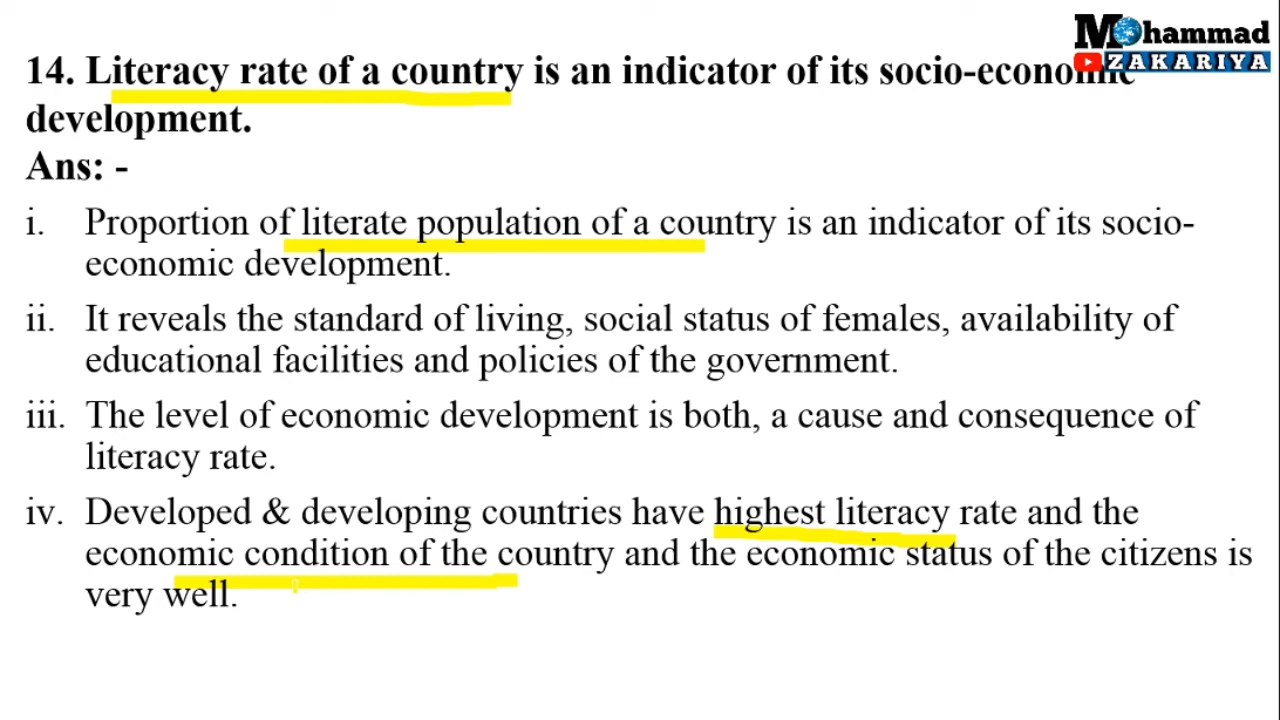 Mohammad
ZAKARIYA
14. Literacy rate of a country is an indicator of its socio-economic
development.
Ans: -
i. Proportion of literate population of a country is an indicator of its socio-
economic development.
ii. It reveals the standard of living, social status of females, availability of
educational facilities and policies of the government.
iii. The level of economic development is both, a cause and consequence of
literacy rate.
iv. Developed & developing countries have highest literacy rate and the
economic condition of the country and the economic status of the citizens is
very well.